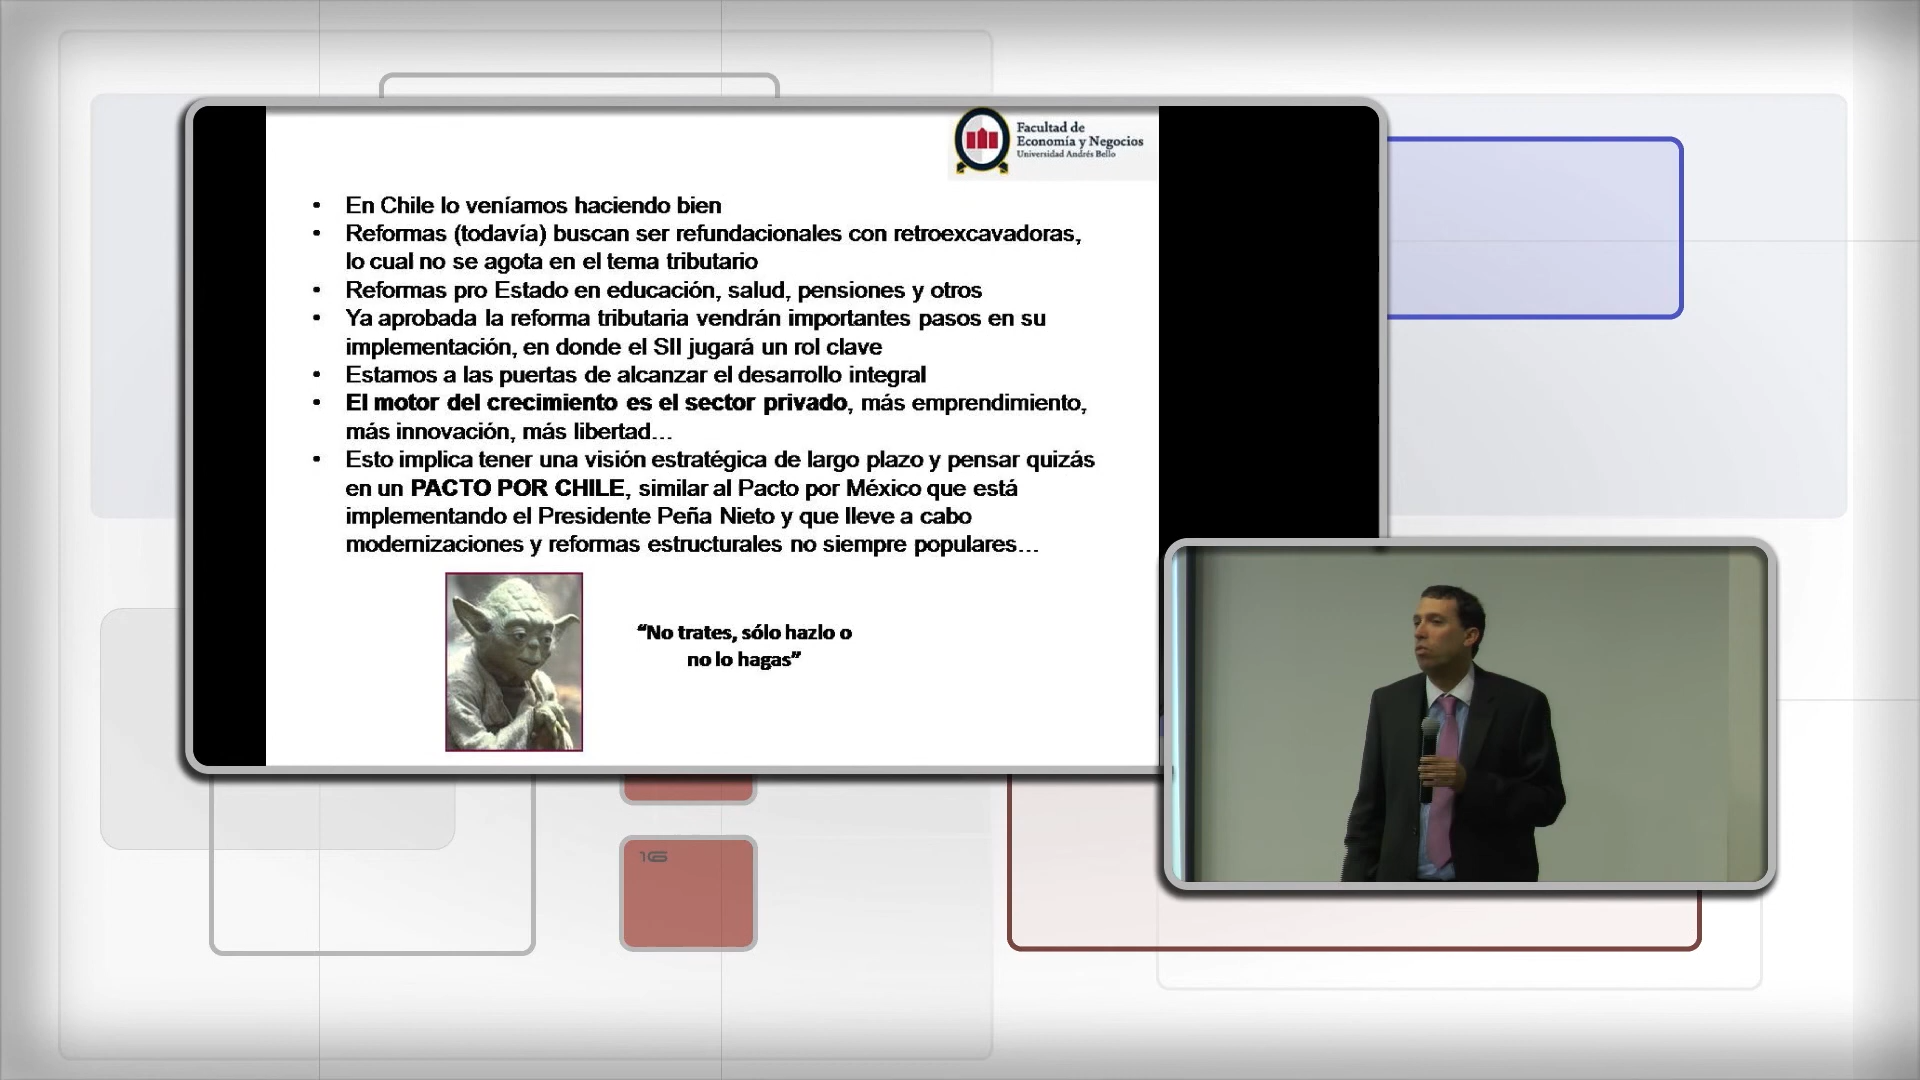 Facultad de
Economía y Negocios
Universidad Andrés Bello
• En Chile lo veníamos haciendo bien
• Reformas (todavía) buscan ser refundacionales con retroexcavadoras,
lo cual no se agota en el tema tributario
• Reformas pro Estado en educación, salud, pensiones y otros
• Ya aprobada la reforma tributaria vendrán importantes pasos en su
implementación, en donde el SII jugará un rol clave
• Estamos a las puertas de alcanzar el desarrollo integral
• El motor del crecimiento es el sector privado, más emprendimiento,
más innovación, más libertad…
• Esto implica tener una visión estratégica de largo plazo y pensar quizás
en un PACTO POR CHILE, similar al Pacto por México que está
implementando el Presidente Peña Nieto y que lleve a cabo
modernizaciones y reformas estructurales no siempre populares…
“No trates, sólo hazlo o
no lo hagas”
16